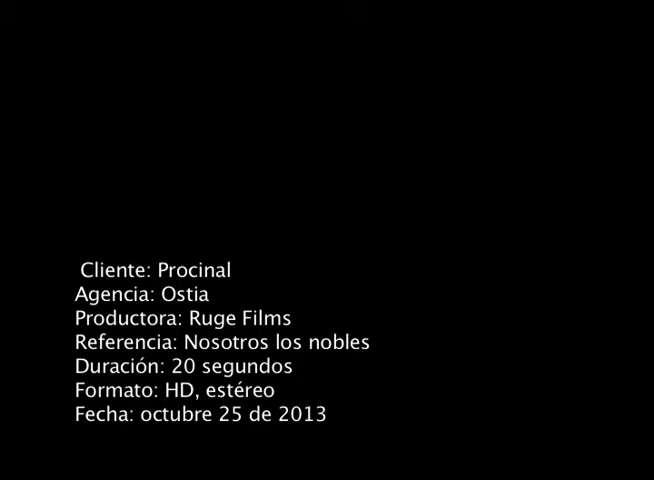 Cliente: Procinal
Agencia: Ostia
Productora: Ruge Films
Referencia: Nosotros los nobles
Duración: 20 segundos
Formato: HD, estéreo
Fecha: octubre 25 de 2013